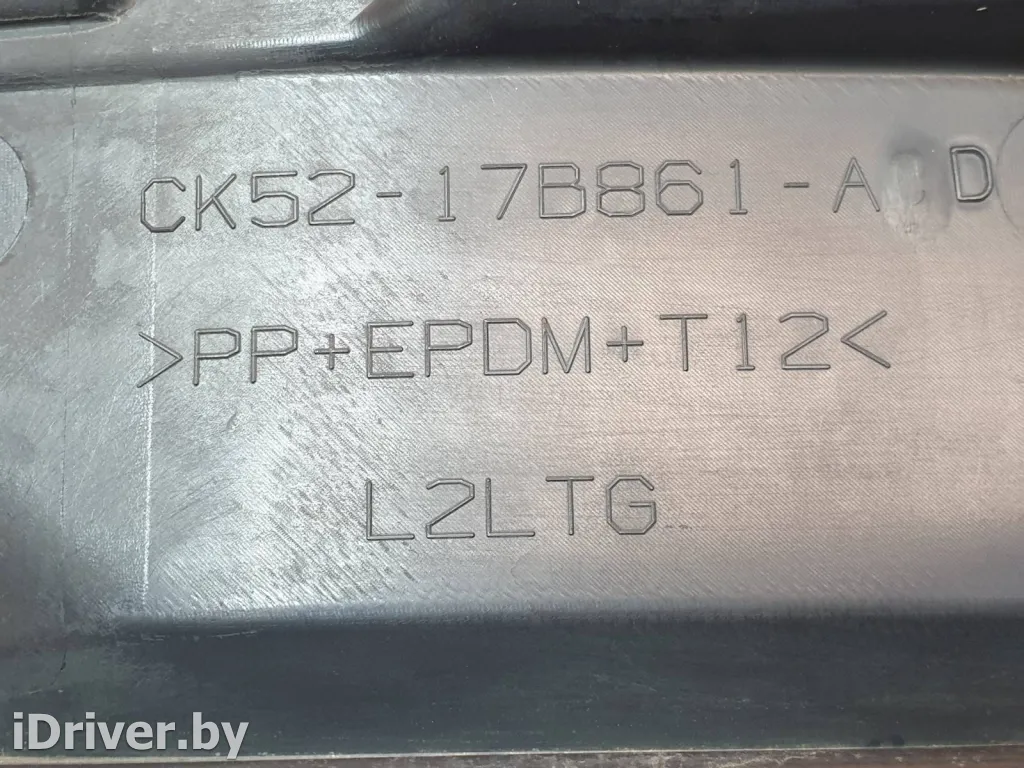 CK52-17B861-A D
>PP+EPDM+T12<
L2LTG
iDriver.by